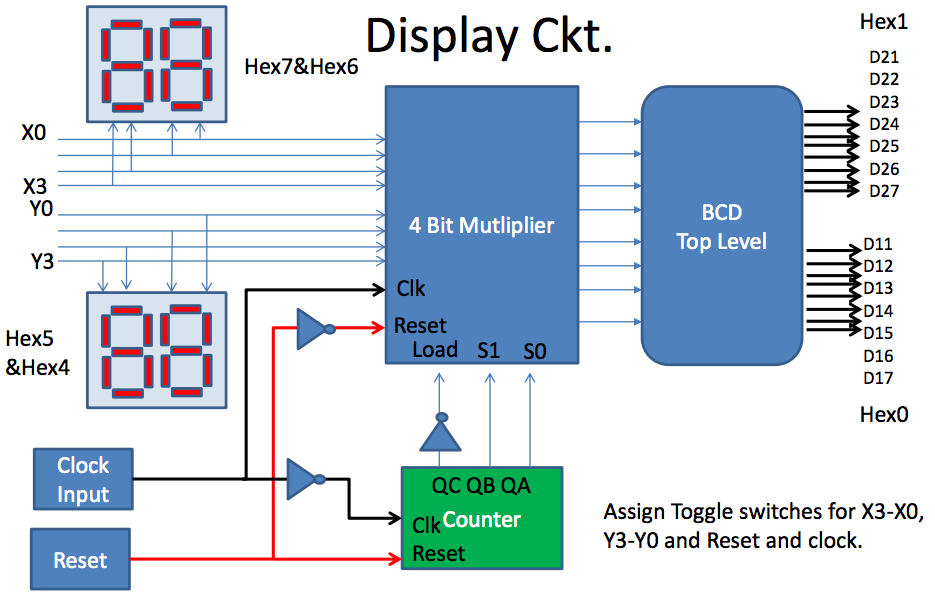 Display Ckt.
Hex7&Hex6
Hex1
D21
D22
D23
D24
D25
D26
D27
X0
X3
Y0
Y3
4 Bit Mutliplier
BCD
Top Level
Clk
Reset
Load S1 S0
D11
D12
D13
D14
D15
D16
D17
Hex0
Hex5
&Hex4
Clock
Input
Reset
QC QB QA
Clk Counter
Reset
Assign Toggle switches for X3-X0,
Y3-Y0 and Reset and clock.